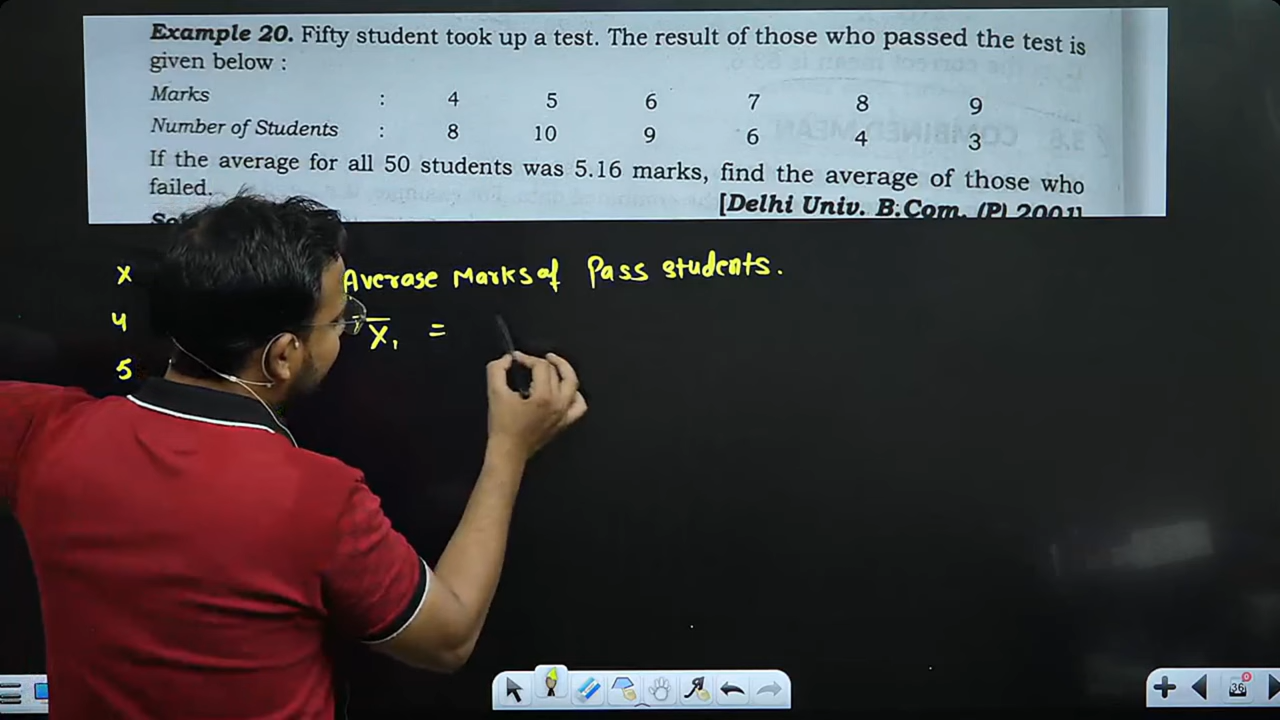 Example 20. Fifty student took up a test. The result of those who passed the test is
given below :
Marks : 4 5 6 7 8 9
Number of Students : 8 10 9 6 4 3
If the average for all 50 students was 5.16 marks, find the average of those who
failed.
[Delhi Univ. B.Com. (P) 2001]
x Average Marks of Pass students.
4 X̄₁ =
5
36